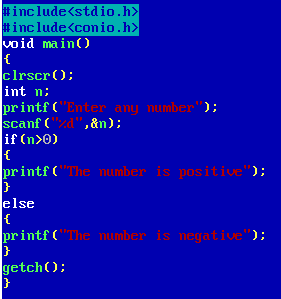 #include<stdio.h>
#include<conio.h>
void main()
{
clrscr();
int n;
printf("Enter any number");
scanf("%d",&n);
if(n>0)
{
printf("The number is positive");
}
else
{
printf("The number is negative");
}
getch();
}